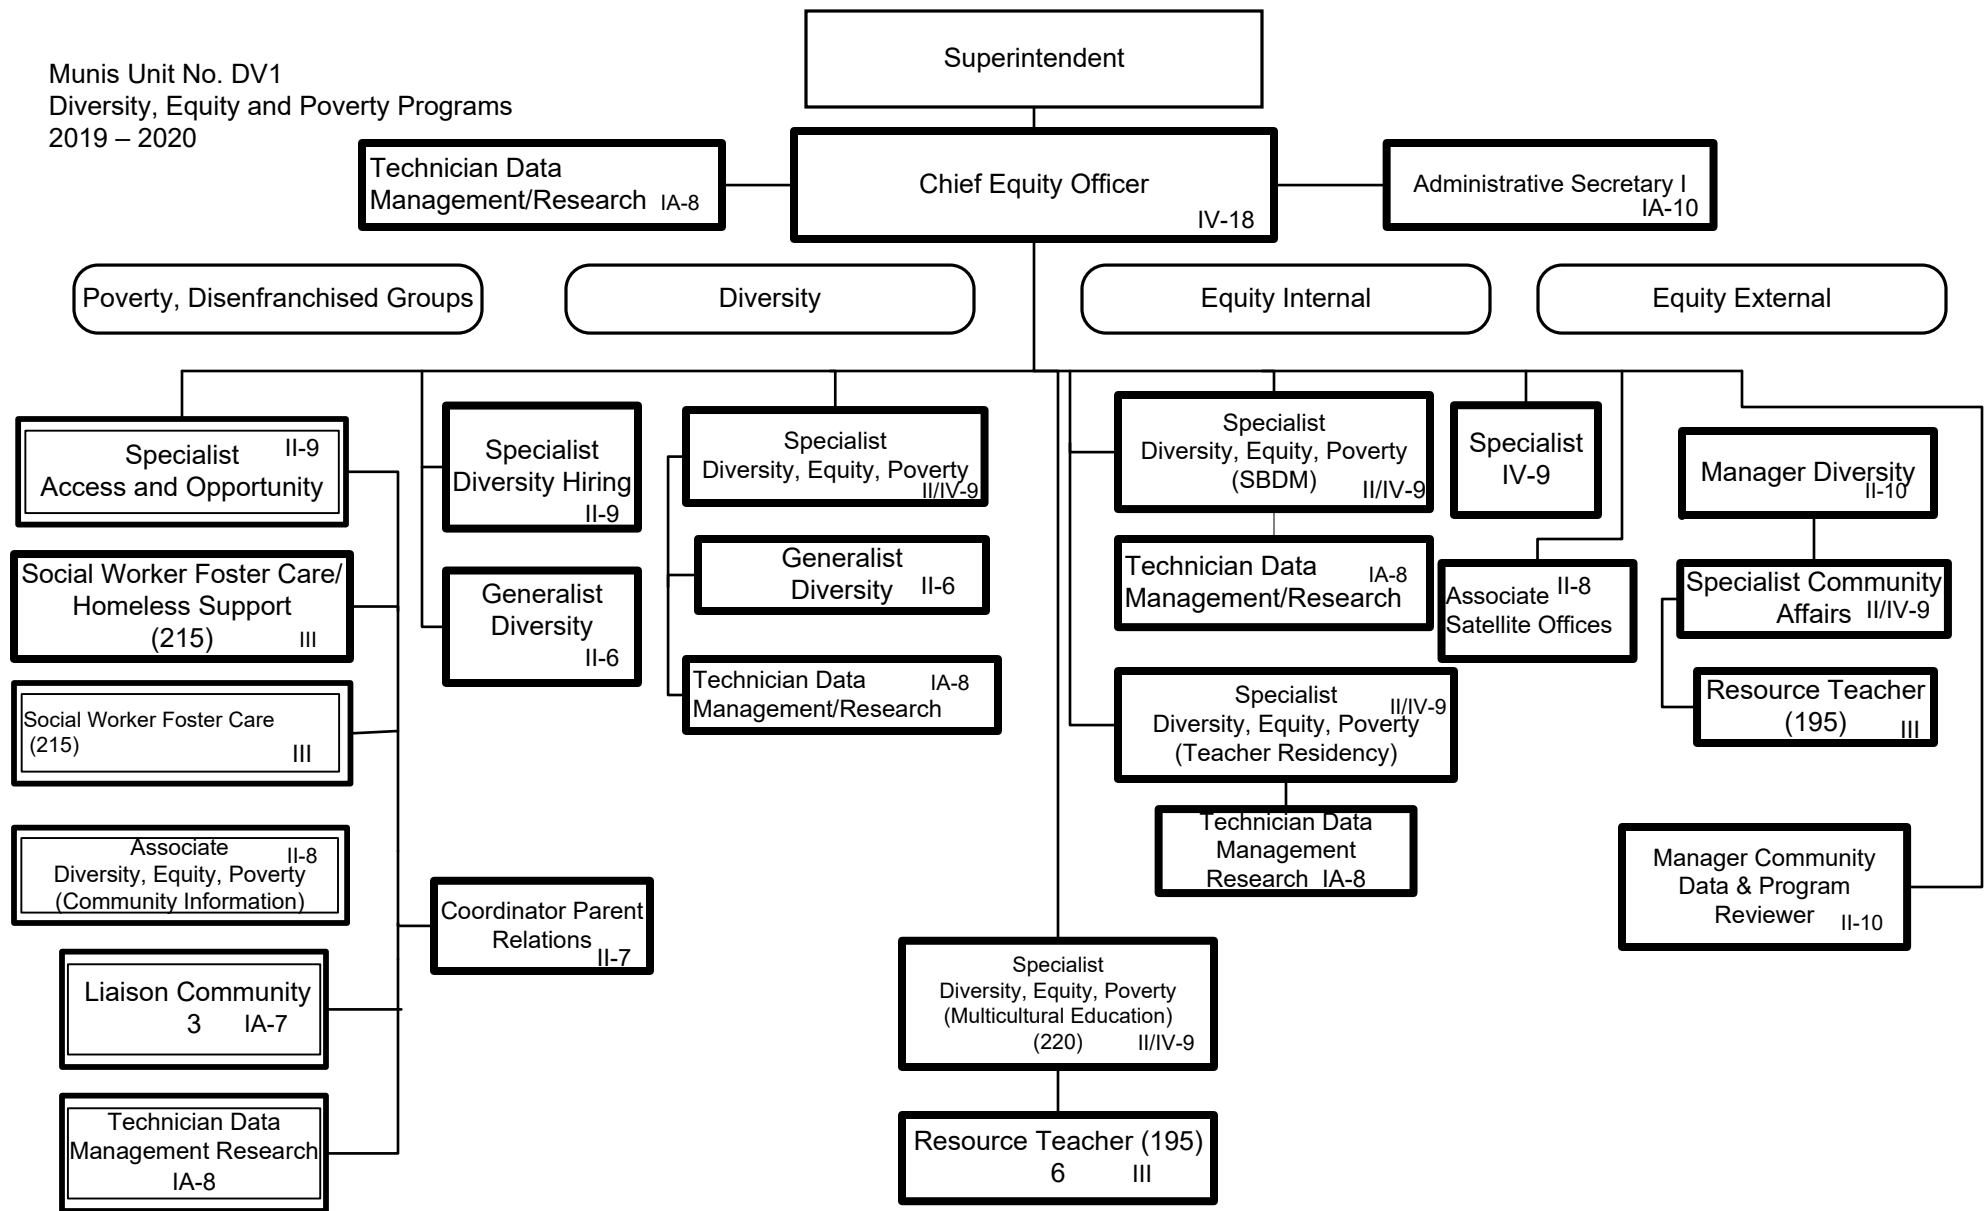 Munis Unit No. DV1
Diversity, Equity and Poverty Programs
2019 – 2020
Superintendent
Technician Data
Management/Research IA-8
Chief Equity Officer
IV-18
Administrative Secretary I
IA-10
Poverty, Disenfranchised Groups
Diversity
Equity Internal
Equity External
Specialist II-9
Access and Opportunity
Social Worker Foster Care/
Homeless Support
(215) III
Social Worker Foster Care
(215)
III
Associate II-8
Diversity, Equity, Poverty
(Community Information)
Liaison Community
3 IA-7
Technician Data
Management Research
IA-8
Coordinator Parent
Relations
II-7
Specialist
Diversity Hiring
II-9
Generalist
Diversity
II-6
Specialist
Diversity, Equity, Poverty
II/IV-9
Generalist
Diversity II-6
Technician Data IA-8
Management/Research
Specialist
Diversity, Equity, Poverty
(Multicultural Education)
(220) II/IV-9
Resource Teacher (195)
6 III
Specialist
Diversity, Equity, Poverty
(SBDM) II/IV-9
Technician Data IA-8
Management/Research
Specialist II/IV-9
Diversity, Equity, Poverty
(Teacher Residency)
Technician Data
Management
Research IA-8
Specialist
IV-9
Associate II-8
Satellite Offices
Manager Diversity
II-10
Specialist Community
Affairs II/IV-9
Resource Teacher
(195) III
Manager Community
Data & Program
Reviewer II-10